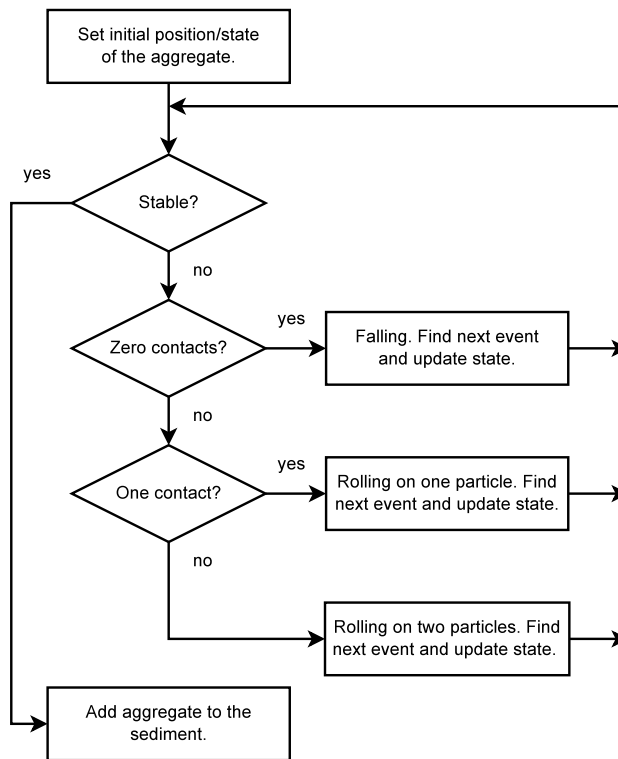 Set initial position/state
of the aggregate.
yes
Stable?
no
Zero contacts?
yes
Falling. Find next event
and update state.
no
One contact?
yes
Rolling on one particle. Find
next event and update state.
no
Rolling on two particles. Find
next event and update state.
Add aggregate to the
sediment.